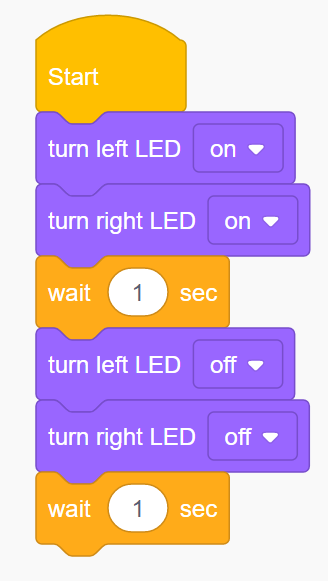 Start
turn left LED on
turn right LED on
wait 1 sec
turn left LED off
turn right LED off
wait 1 sec